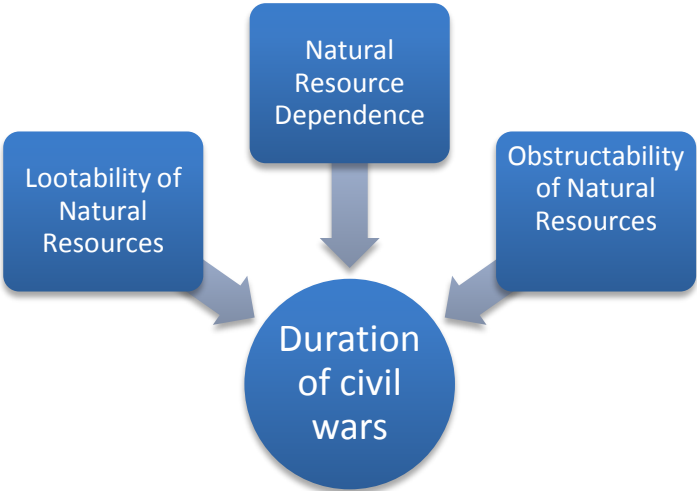 Natural
Resource
Dependence
Lootability of
Natural
Resources
Obstructability
of Natural
Resources
Duration
of civil
wars